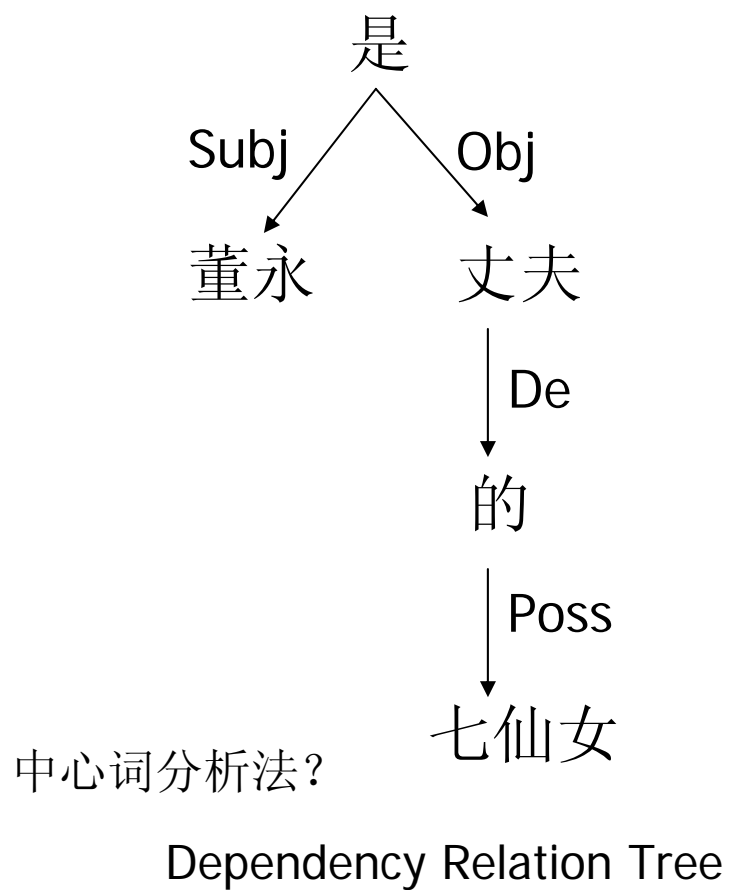 是
Subj Obj
董永 丈夫
De
的
Poss
七仙女
中心词分析法？
Dependency Relation Tree